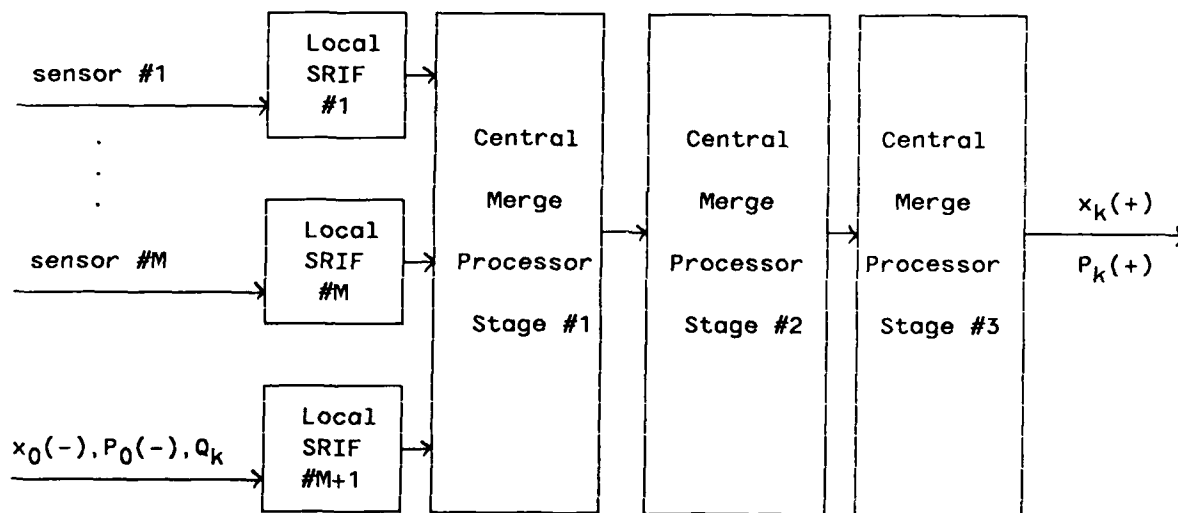 sensor #1
Local
SRIF
#1
.
.
.
sensor #M
Local
SRIF
#M
x0(-),P0(-),Qk
Local
SRIF
#M+1
Central
Merge
Processor
Stage #1
Central
Merge
Processor
Stage #2
Central
Merge
Processor
Stage #3
xk(+)
Pk(+)